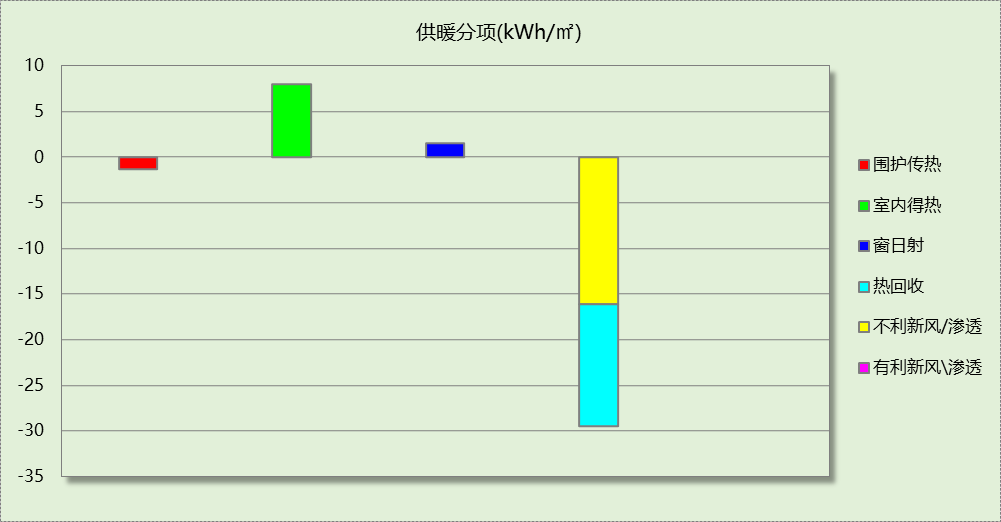 供暖分项(kWh/㎡)
10
5
0
-5
-10
-15
-20
-25
-30
-35
围护传热
室内得热
窗日射
热回收
不利新风/渗透
有利新风\渗透